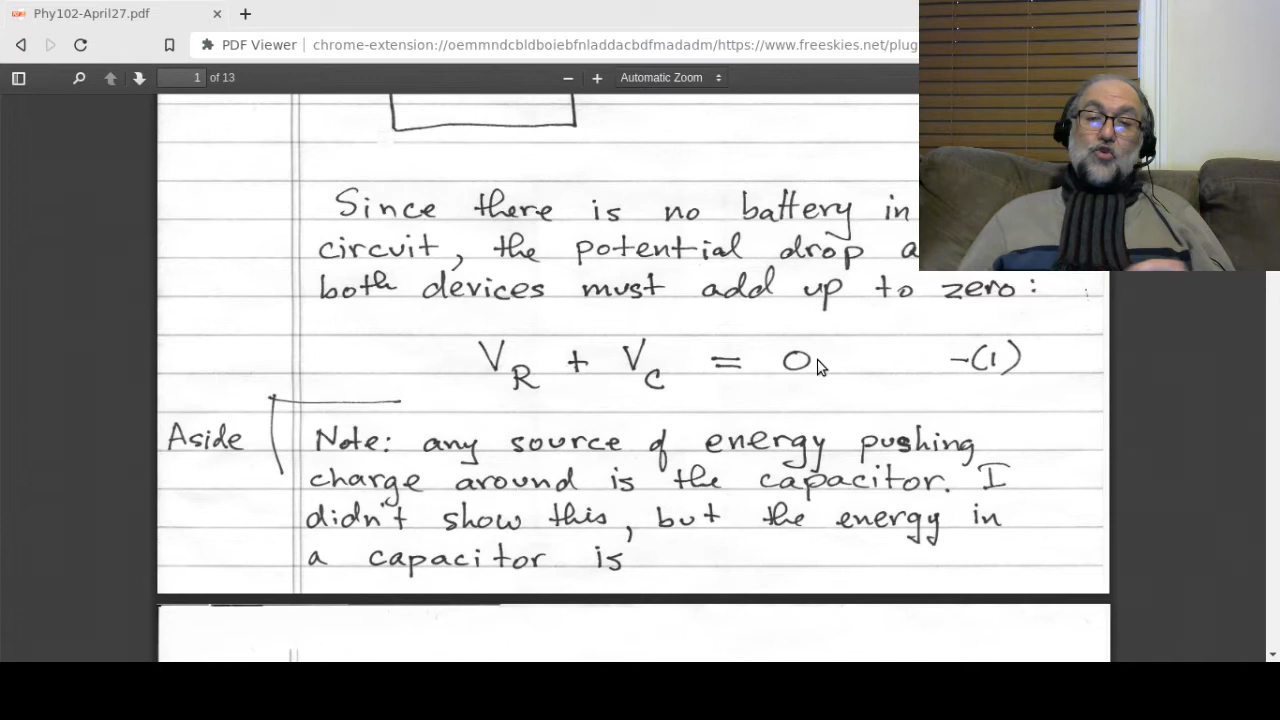 Phy102-April27.pdf
PDF Viewer
chrome-extension://oemmndcbldboiebfnladdacbdfmadadm/https://www.freeskies.net/plug
1 of 13
Automatic Zoom
Since there is no battery in
circuit, the potential drop a
both devices must add up to zero:
V_R + V_C = 0 -(1)
Aside
Note: any source of energy pushing
charge around is the capacitor. I
didn't show this, but the energy in
a capacitor is